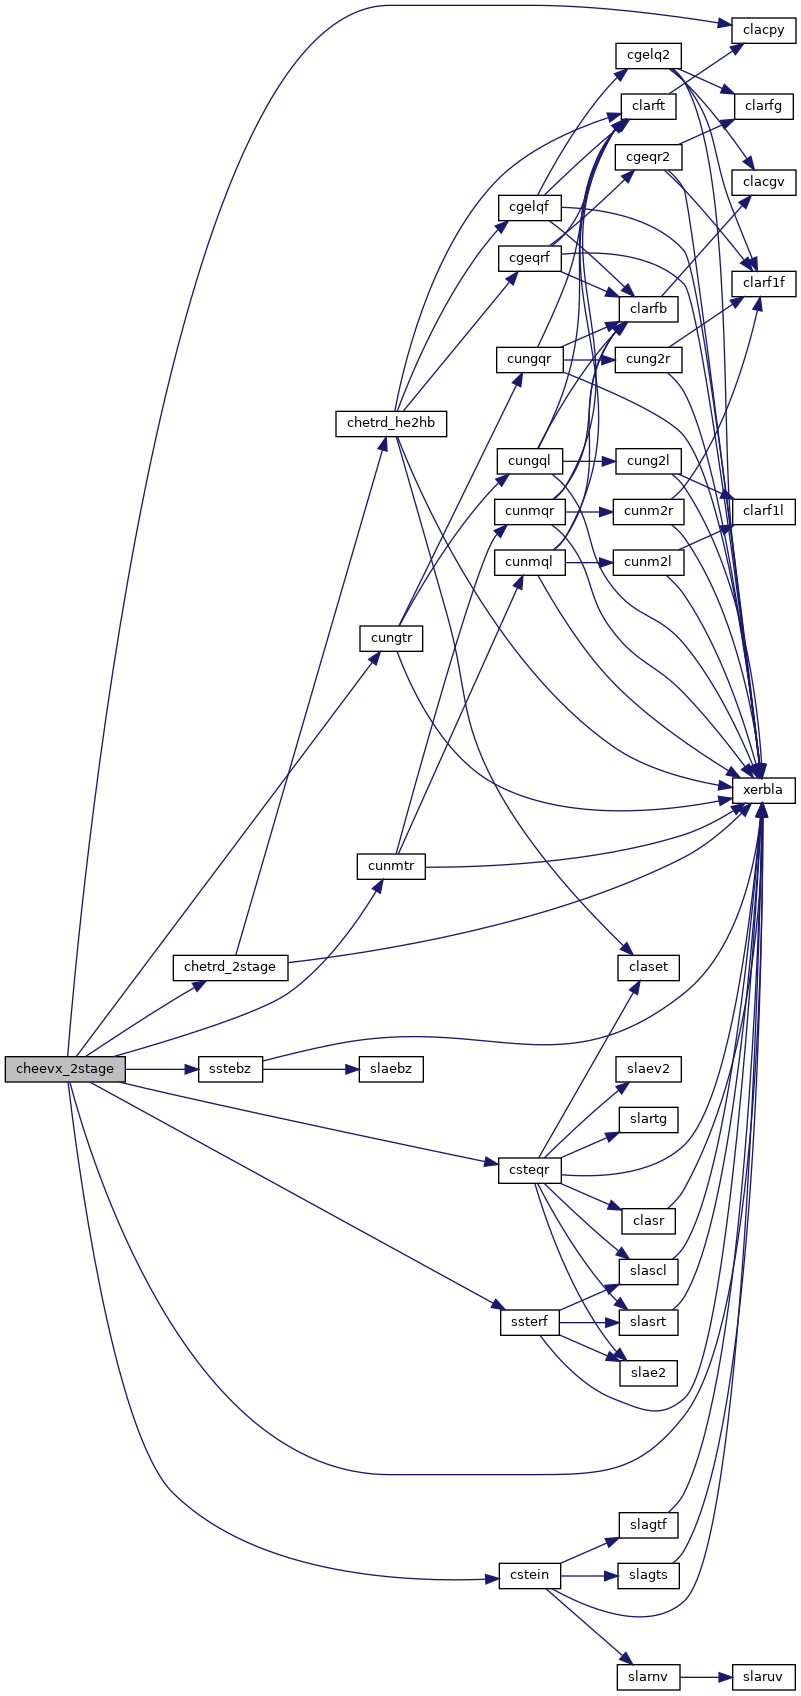 clacpy
cgelq2
clarft
clarfg
cgeqr2
clacgv
cgelqf
cgeqrf
clarf1f
clarfb
cungqr
cung2r
chetrd_he2hb
cungql
cung2l
cunmqr
cunm2r
clarf1l
cunmql
cunm2l
cungtr
xerbla
cunmtr
chetrd_2stage
claset
cheevx_2stage
sstebz
slaebz
slaev2
slartg
csteqr
clasr
slascl
ssterf
slasrt
slae2
slagtf
cstein
slagts
slarnv
slaruv